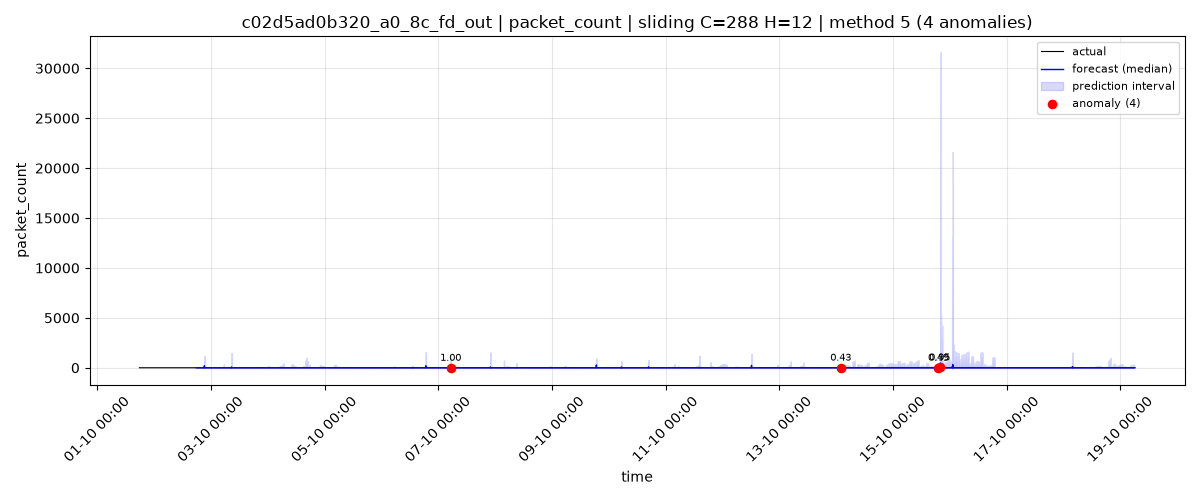 c02d5ad0b320_a0_8c_fd_out | packet_count | sliding C=288 H=12 | method 5 (4 anomalies)
actual
forecast (median)
prediction interval
anomaly (4)
packet_count
30000
25000
20000
15000
10000
5000
0
1.00
0.43
01-10 00:00
03-10 00:00
05-10 00:00
07-10 00:00
09-10 00:00
11-10 00:00
13-10 00:00
15-10 00:00
17-10 00:00
19-10 00:00
time